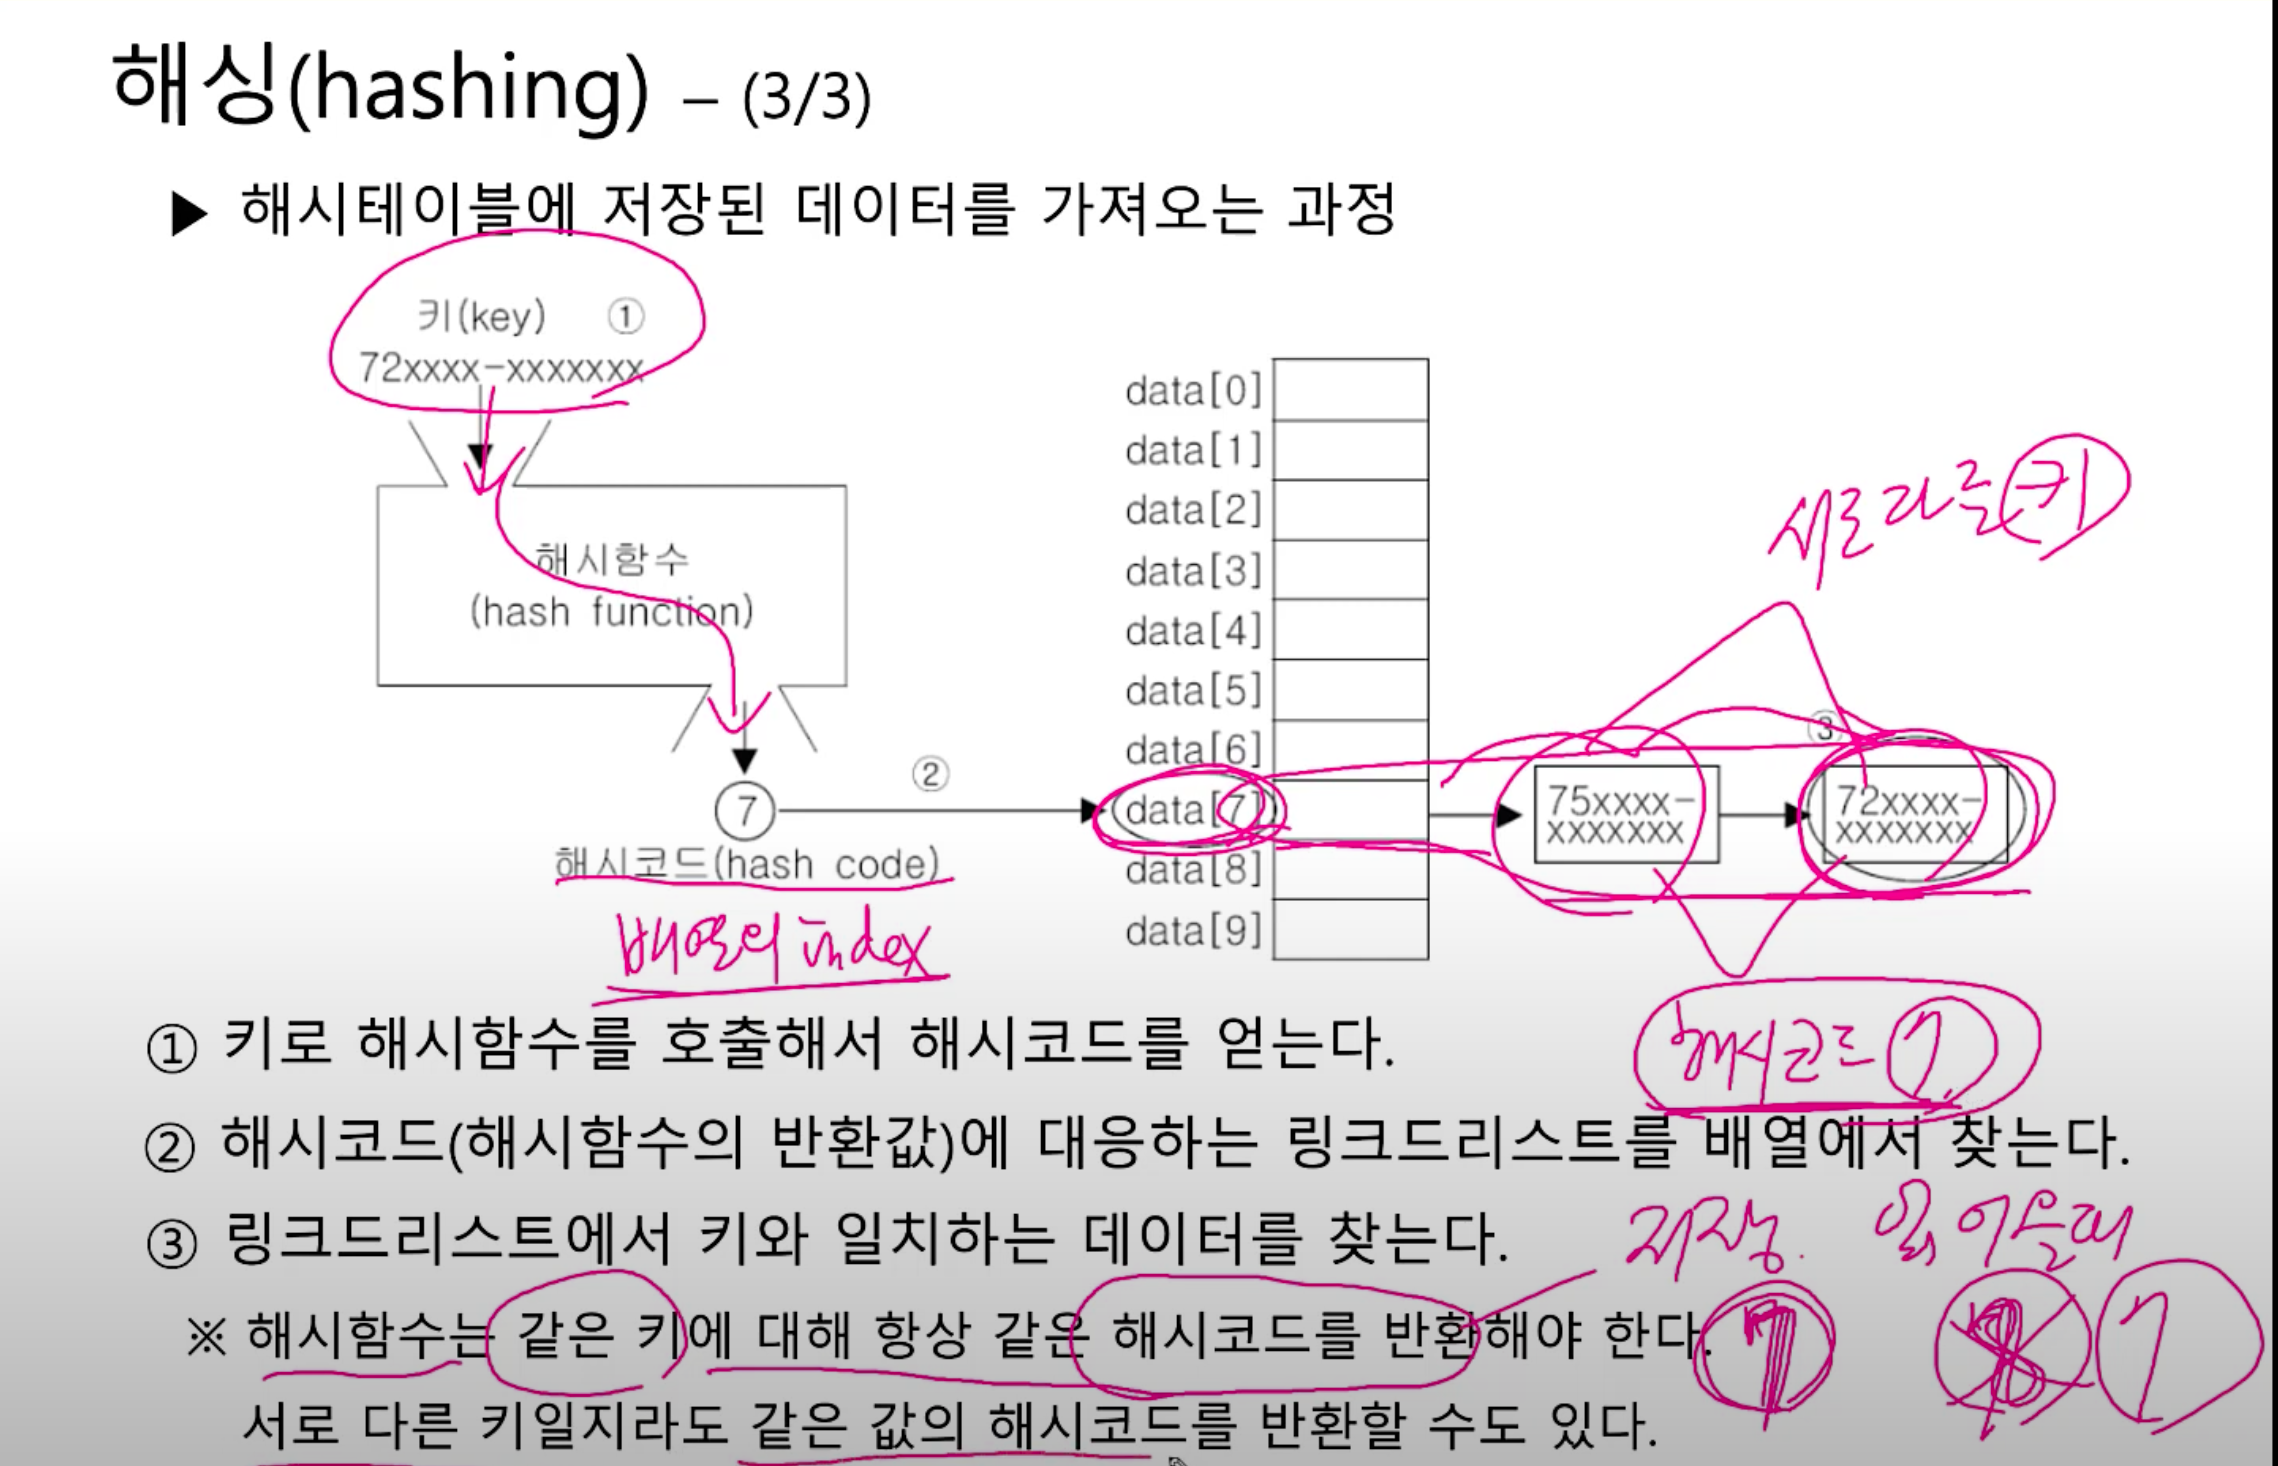 해싱(hashing) – (3/3)
▶ 해시테이블에 저장된 데이터를 가져오는 과정
키(key) ①
72xxxx-xxxxxxx
해시함수
(hash function)
7
해시코드(hash code)
배열의 index
②
data[0]
data[1]
data[2]
data[3]
data[4]
data[5]
data[6]
data[7]
data[8]
data[9]
서로 다른 키
③
75xxxx-
xxxxxxx
72xxxx-
xxxxxxx
해시코드 7
① 키로 해시함수를 호출해서 해시코드를 얻는다.
② 해시코드(해시함수의 반환값)에 대응하는 링크드리스트를 배열에서 찾는다.
③ 링크드리스트에서 키와 일치하는 데이터를 찾는다.
저장. 읽어올때
※ 해시함수는 같은 키에 대해 항상 같은 해시코드를 반환해야 한다.
7 8 7
서로 다른 키일지라도 같은 값의 해시코드를 반환할 수도 있다.